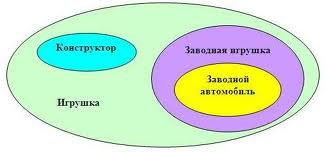 Конструктор
Заводная игрушка
Заводной
автомобиль
Игрушка